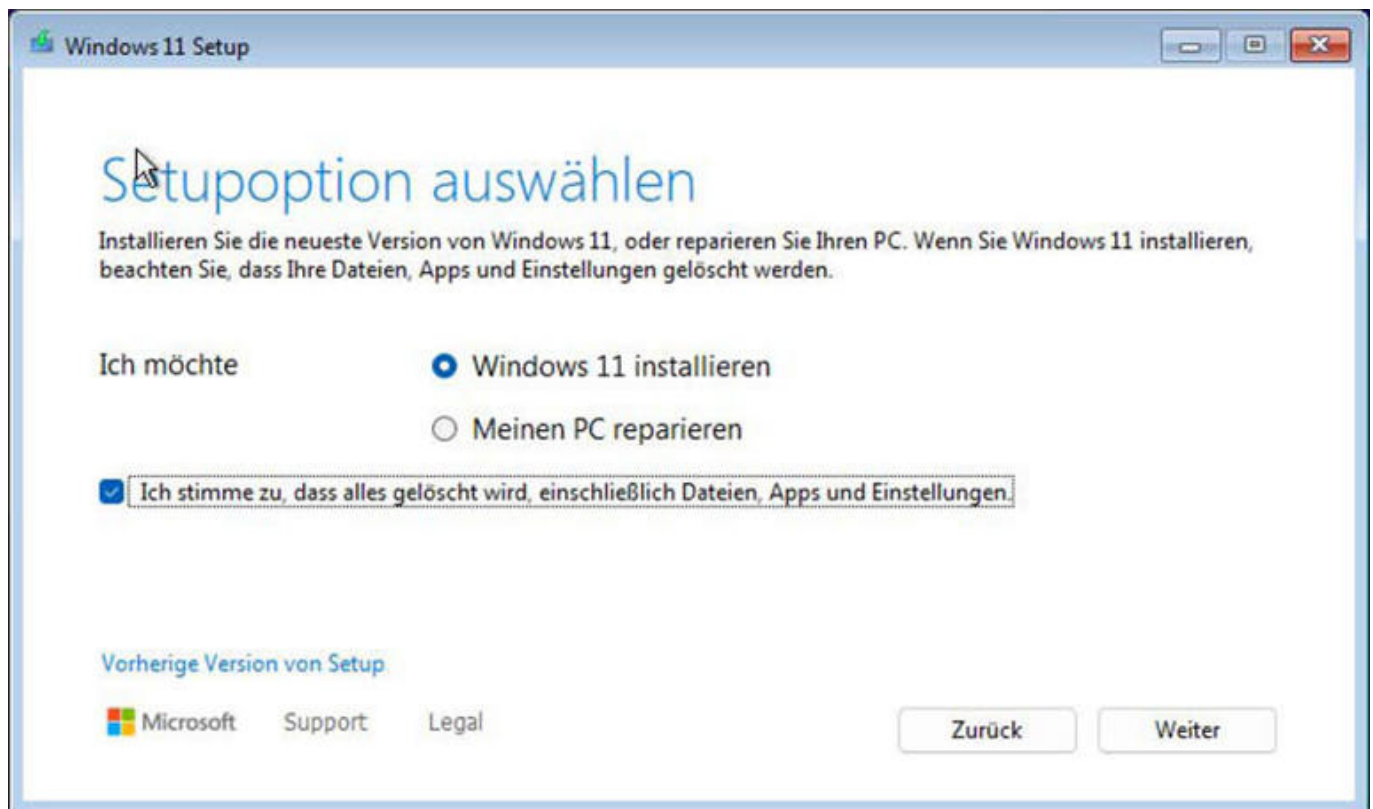 Windows 11 Setup
Setupoption auswählen
Installieren Sie die neueste Version von Windows 11, oder reparieren Sie Ihren PC. Wenn Sie Windows 11 installieren,
beachten Sie, dass Ihre Dateien, Apps und Einstellungen gelöscht werden.
Ich möchte
Windows 11 installieren
Meinen PC reparieren
Ich stimme zu, dass alles gelöscht wird, einschließlich Dateien, Apps und Einstellungen.
Vorherige Version von Setup
Microsoft Support Legal
Zurück Weiter